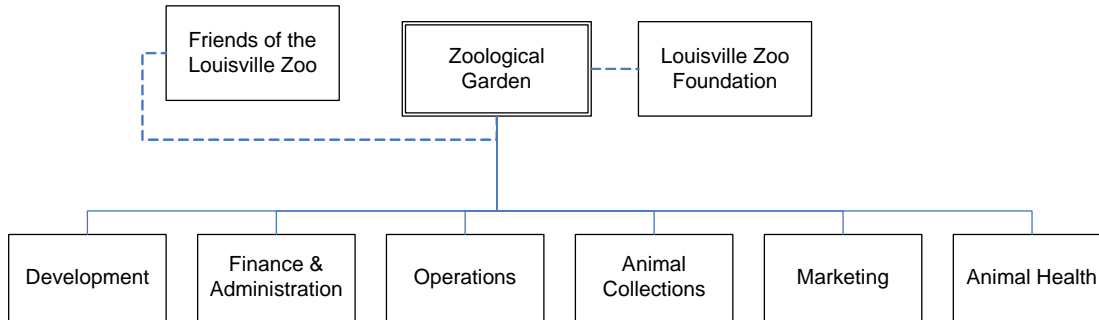 Friends of the
Louisville Zoo
Zoological
Garden
Louisville Zoo
Foundation
Development
Finance &
Administration
Operations
Animal
Collections
Marketing
Animal Health